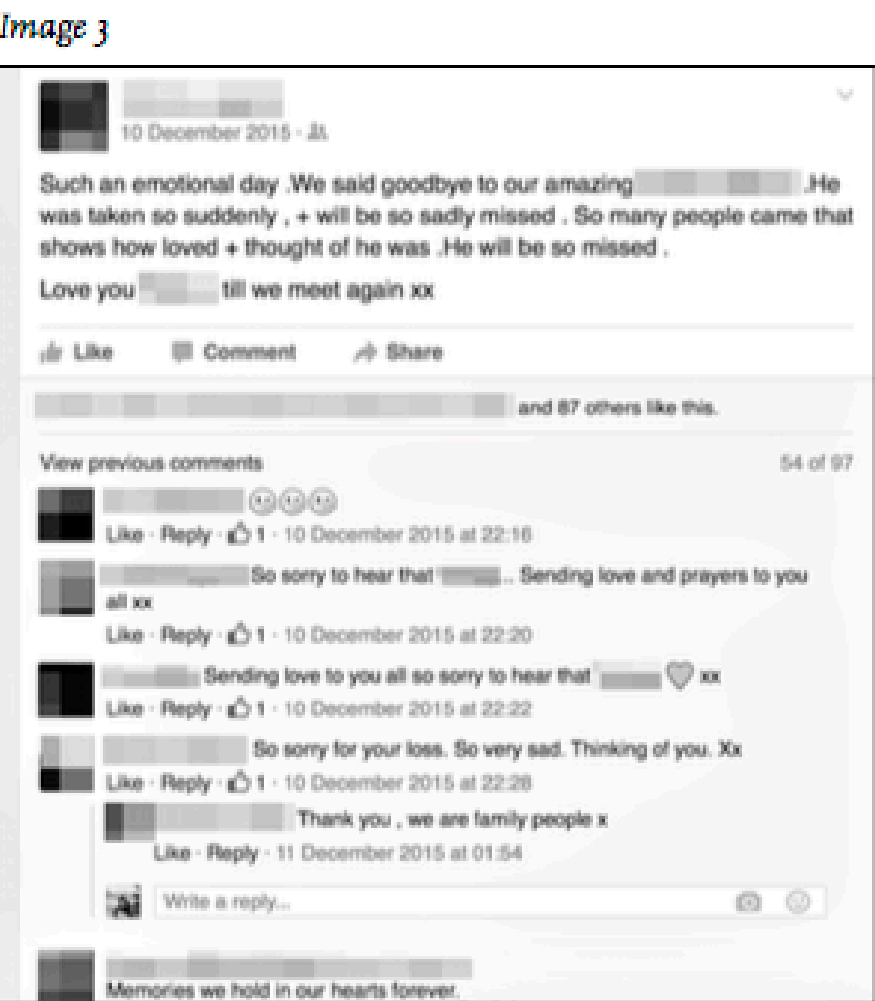 Image 3
10 December 2015 ·
Such an emotional day .We said goodbye to our amazing .He
was taken so suddenly , + will be so sadly missed . So many people came that
shows how loved + thought of he was .He will be so missed .
Love you till we meet again xx
Like Comment Share
and 87 others like this.
View previous comments 54 of 97
Like · Reply · 1 · 10 December 2015 at 22:16
So sorry to hear that .. Sending love and prayers to you
all xx
Like · Reply · 1 · 10 December 2015 at 22:20
Sending love to you all so sorry to hear that xx
Like · Reply · 1 · 10 December 2015 at 22:22
So sorry for your loss. So very sad. Thinking of you. Xx
Like · Reply · 1 · 10 December 2015 at 22:28
Thank you , we are family people x
Like · Reply · 11 December 2015 at 01:54
Write a reply...
Memories we hold in our hearts forever.